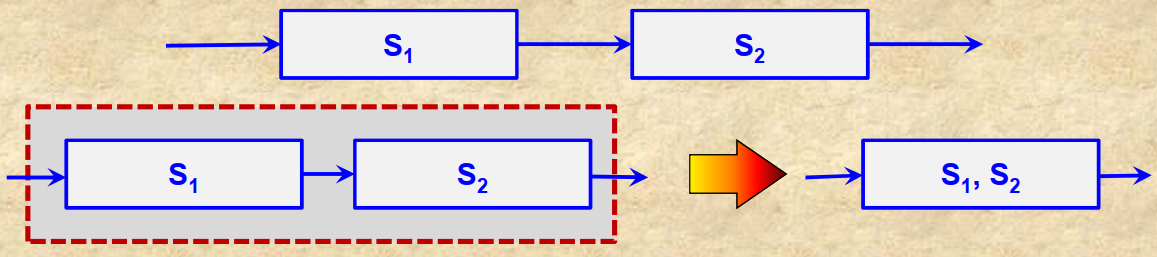 S₁ S₂
S₁ S₂ S₁, S₂